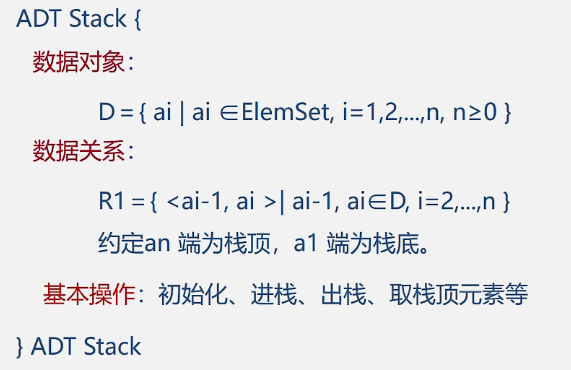 ADT Stack {
数据对象：
D = { ai | ai ∈ElemSet, i=1,2,...,n, n≥0 }
数据关系：
R1 = { <ai-1, ai >| ai-1, ai∈D, i=2,...,n }
约定an 端为栈顶，a1 端为栈底。
基本操作：初始化、进栈、出栈、取栈顶元素等
} ADT Stack